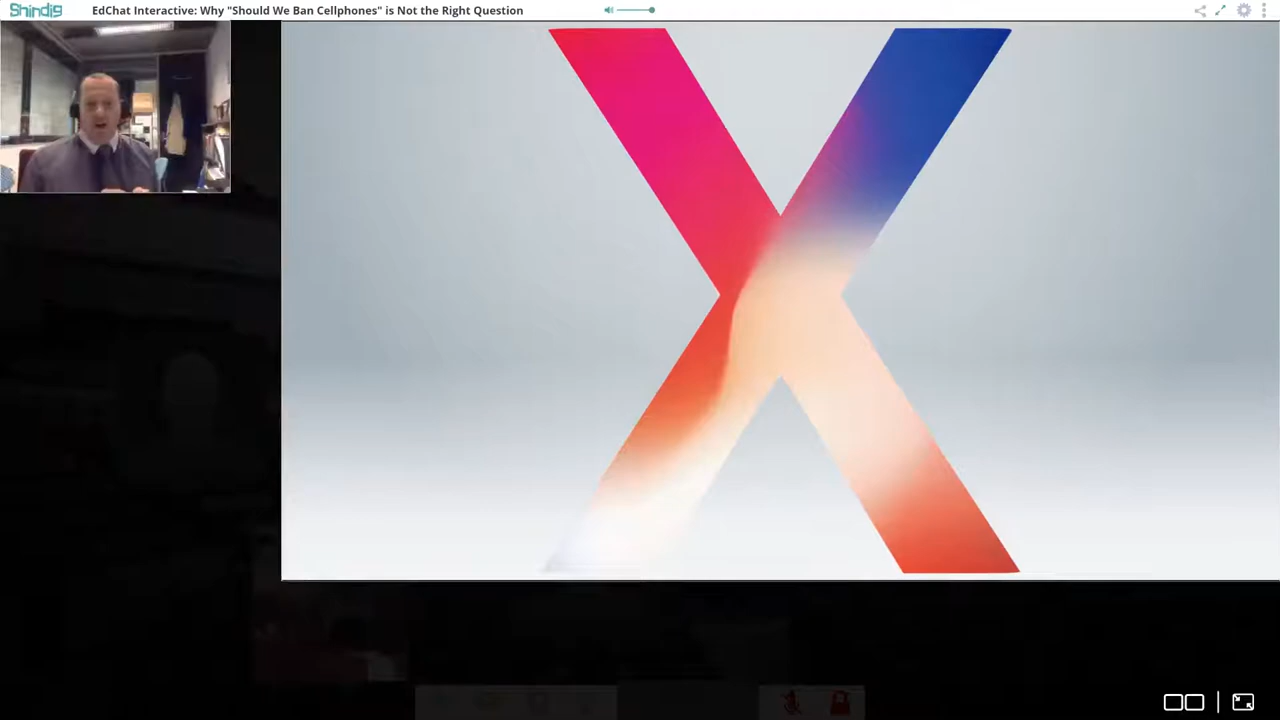 Shindig
EdChat Interactive: Why "Should We Ban Cellphones" is Not the Right Question
X